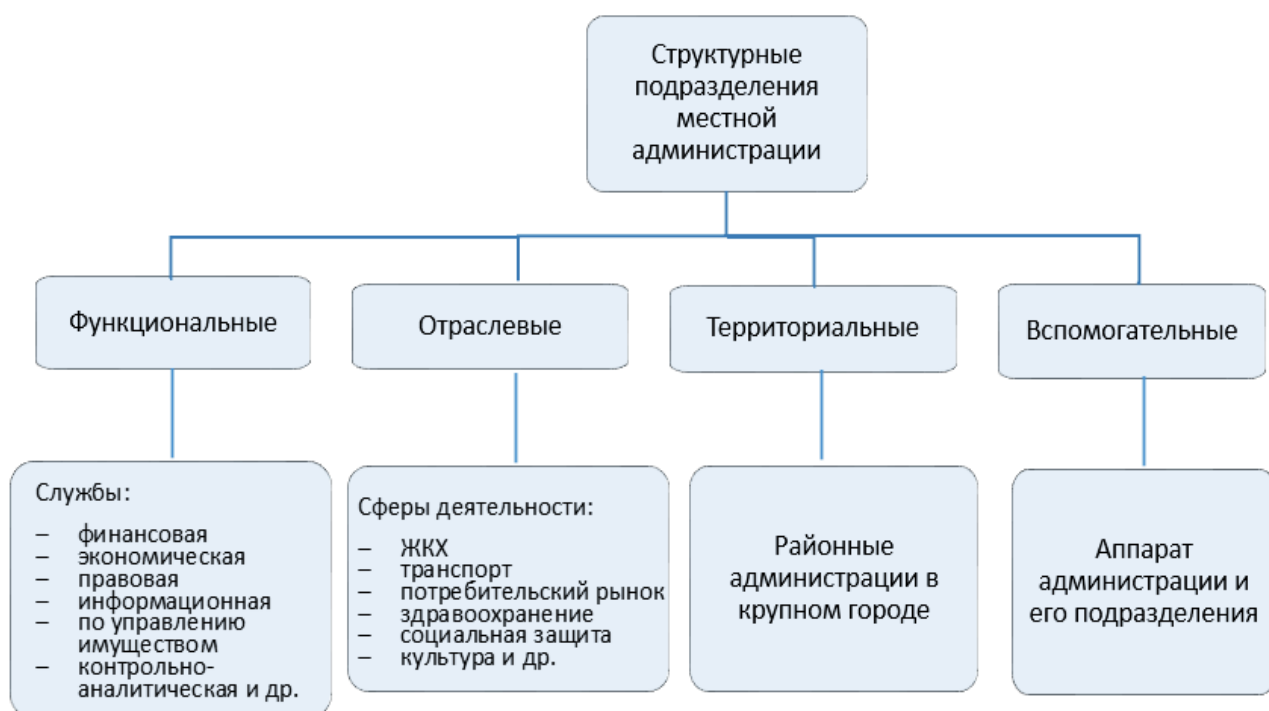 Структурные
подразделения
местной
администрации
Функциональные
Отраслевые
Территориальные
Вспомогательные
Службы:
– финансовая
– экономическая
– правовая
– информационная
– по управлению
имуществом
– контрольно-
аналитическая и др.
Сферы деятельности:
– ЖКХ
– транспорт
– потребительский рынок
– здравоохранение
– социальная защита
– культура и др.
Районные
администрации в
крупном городе
Аппарат
администрации и
его подразделения